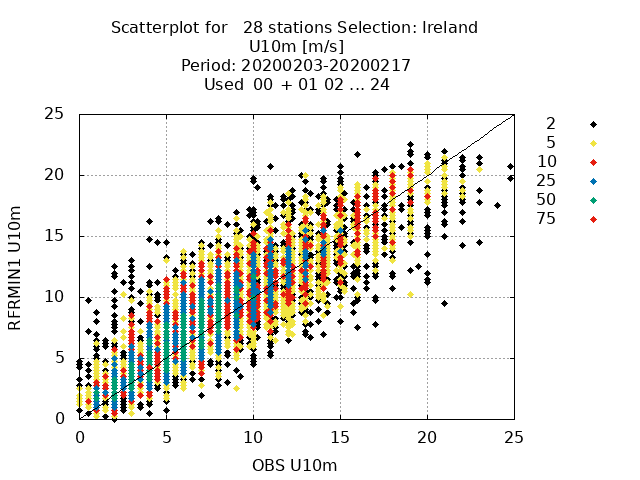 Scatterplot for 28 stations Selection: Ireland
U10m [m/s]
Period: 20200203-20200217
Used 00 + 01 02 ... 24
25
20
15
10
5
0
RFRMIN1 U10m
0 5 10 15 20 25
OBS U10m
2
5
10
25
50
75